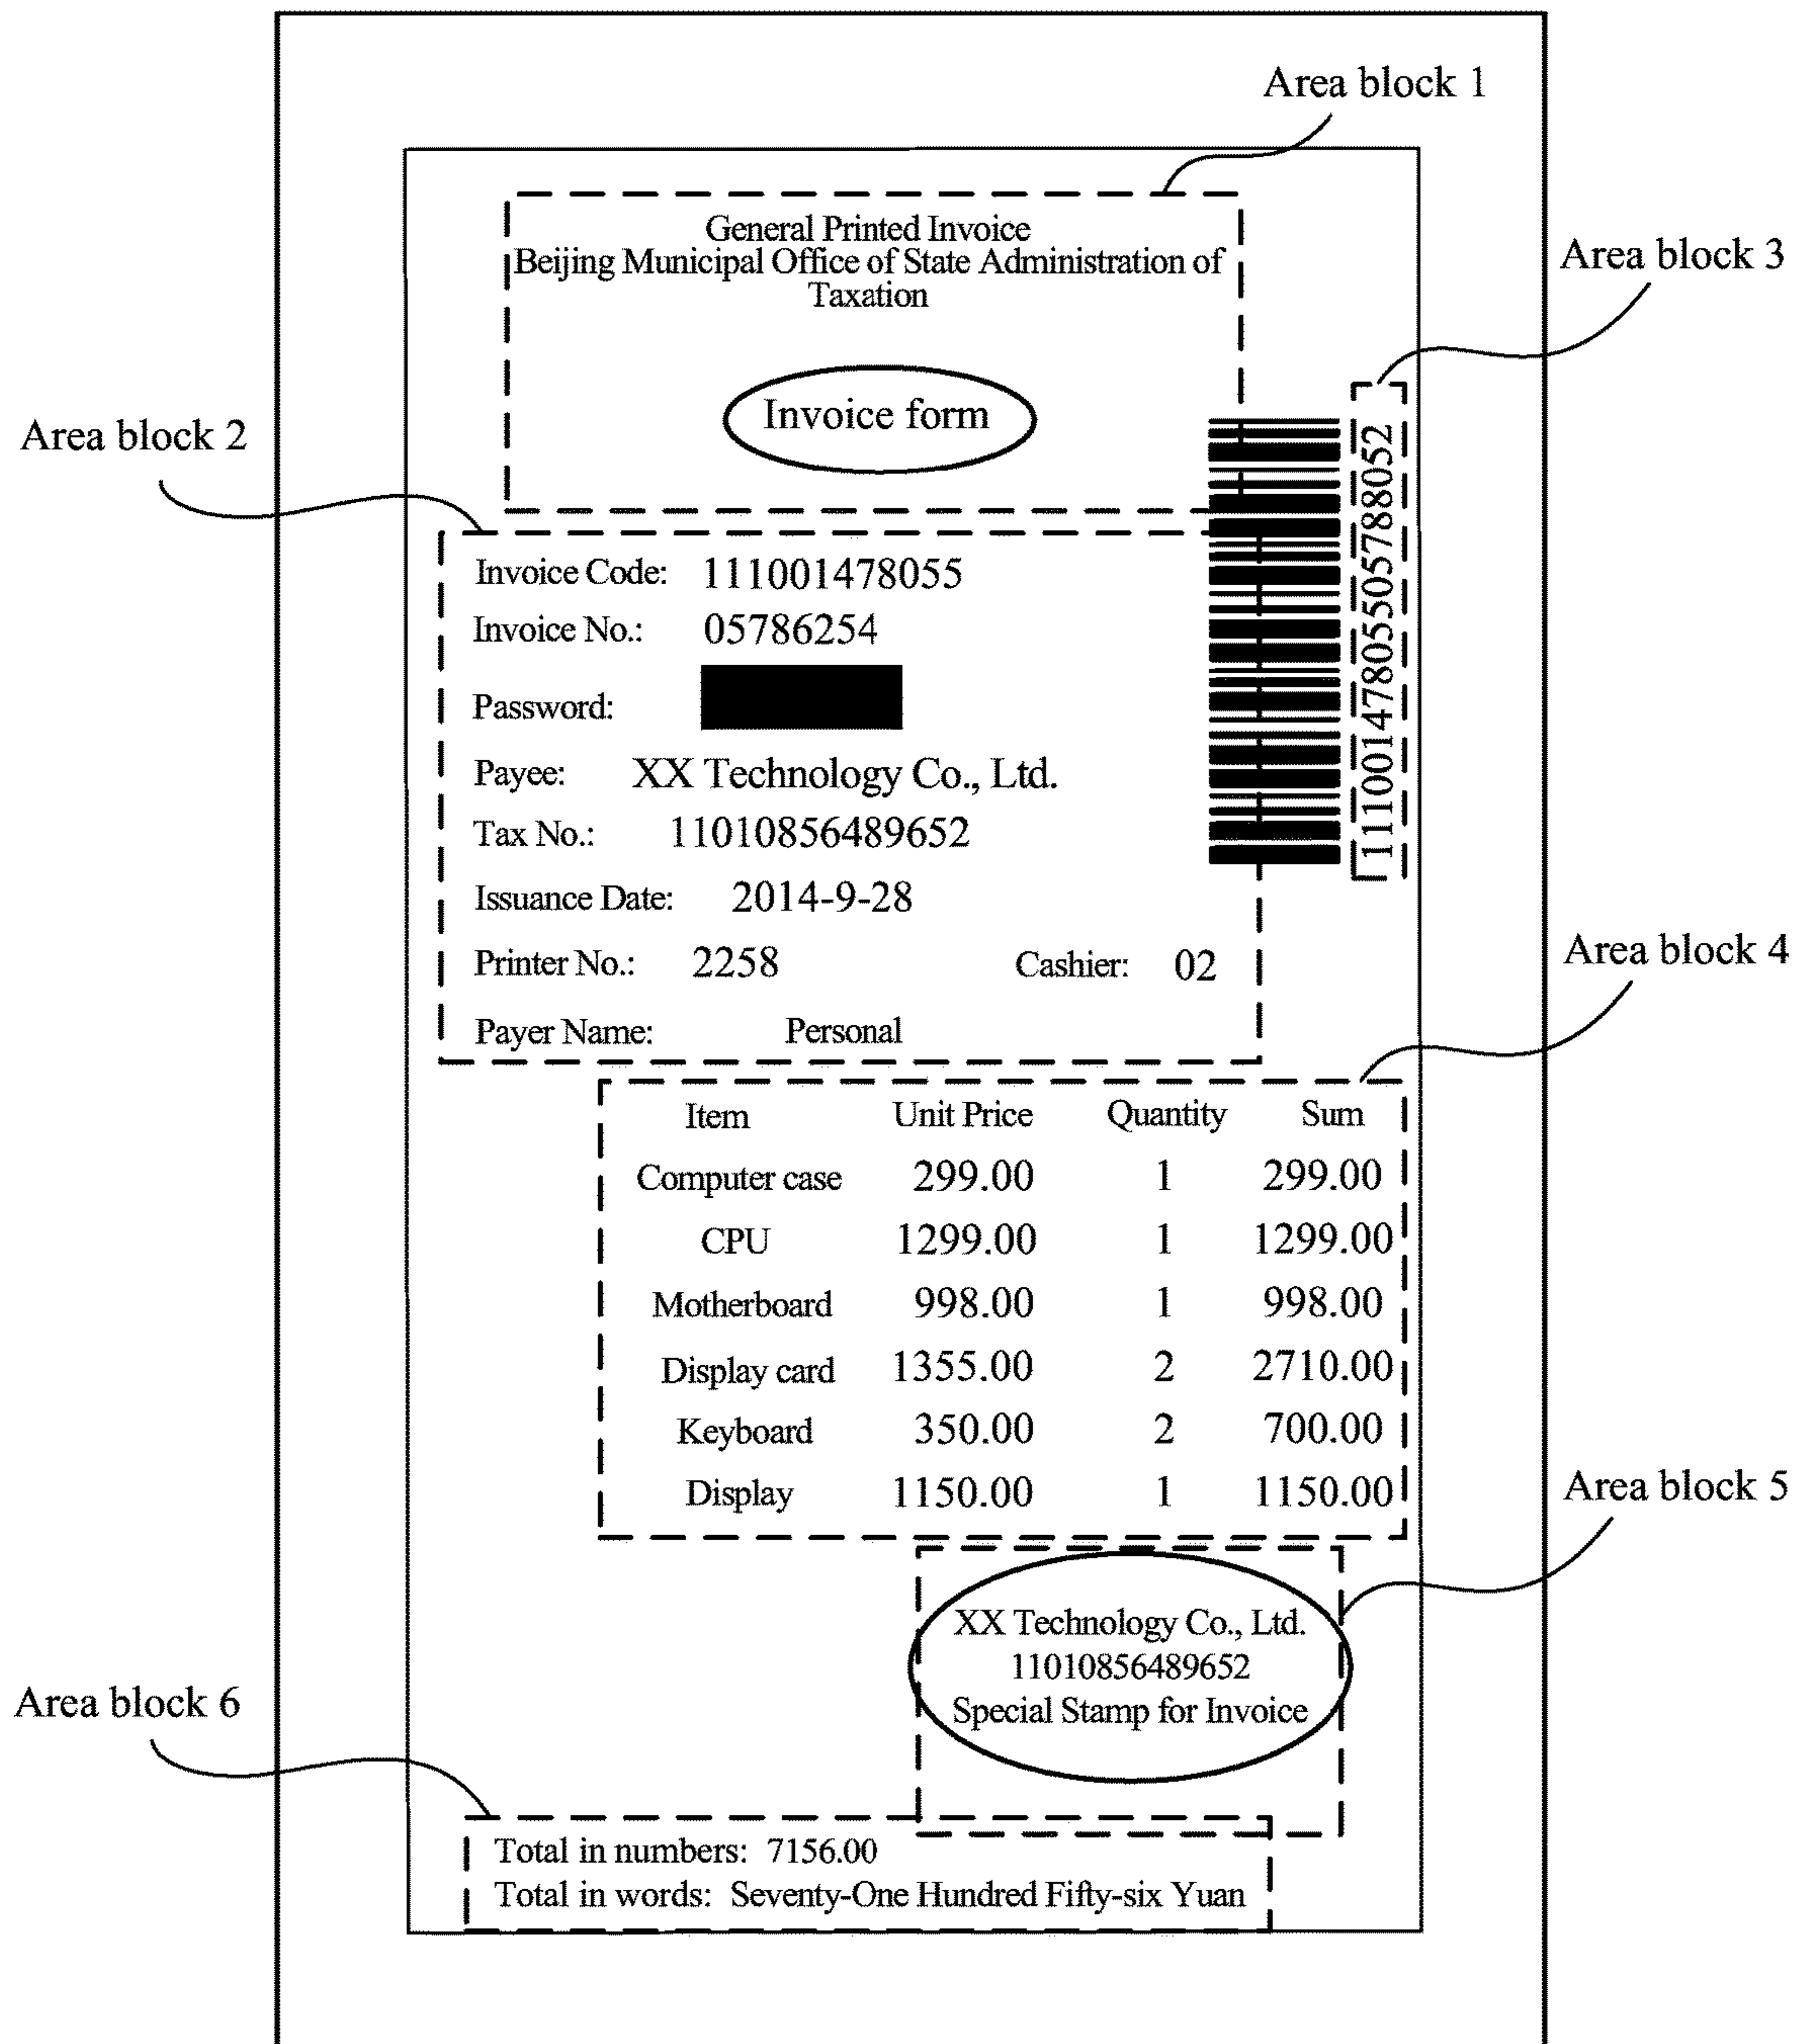 Area block 1
General Printed Invoice
Beijing Municipal Office of State Administration of
Taxation
Area block 3
Invoice form
Area block 2
11100147805505788052
Invoice Code: 111001478055
Invoice No.: 05786254
Password:
Payee: XX Technology Co., Ltd.
Tax No.: 11010856489652
Issuance Date: 2014-9-28
Printer No.: 2258 Cashier: 02
Payer Name: Personal
Area block 4
Item Unit Price Quantity Sum
Computer case 299.00 1 299.00
CPU 1299.00 1 1299.00
Motherboard 998.00 1 998.00
Display card 1355.00 2 2710.00
Keyboard 350.00 2 700.00
Display 1150.00 1 1150.00
Area block 5
XX Technology Co., Ltd.
11010856489652
Special Stamp for Invoice
Area block 6
Total in numbers: 7156.00
Total in words: Seventy-One Hundred Fifty-six Yuan